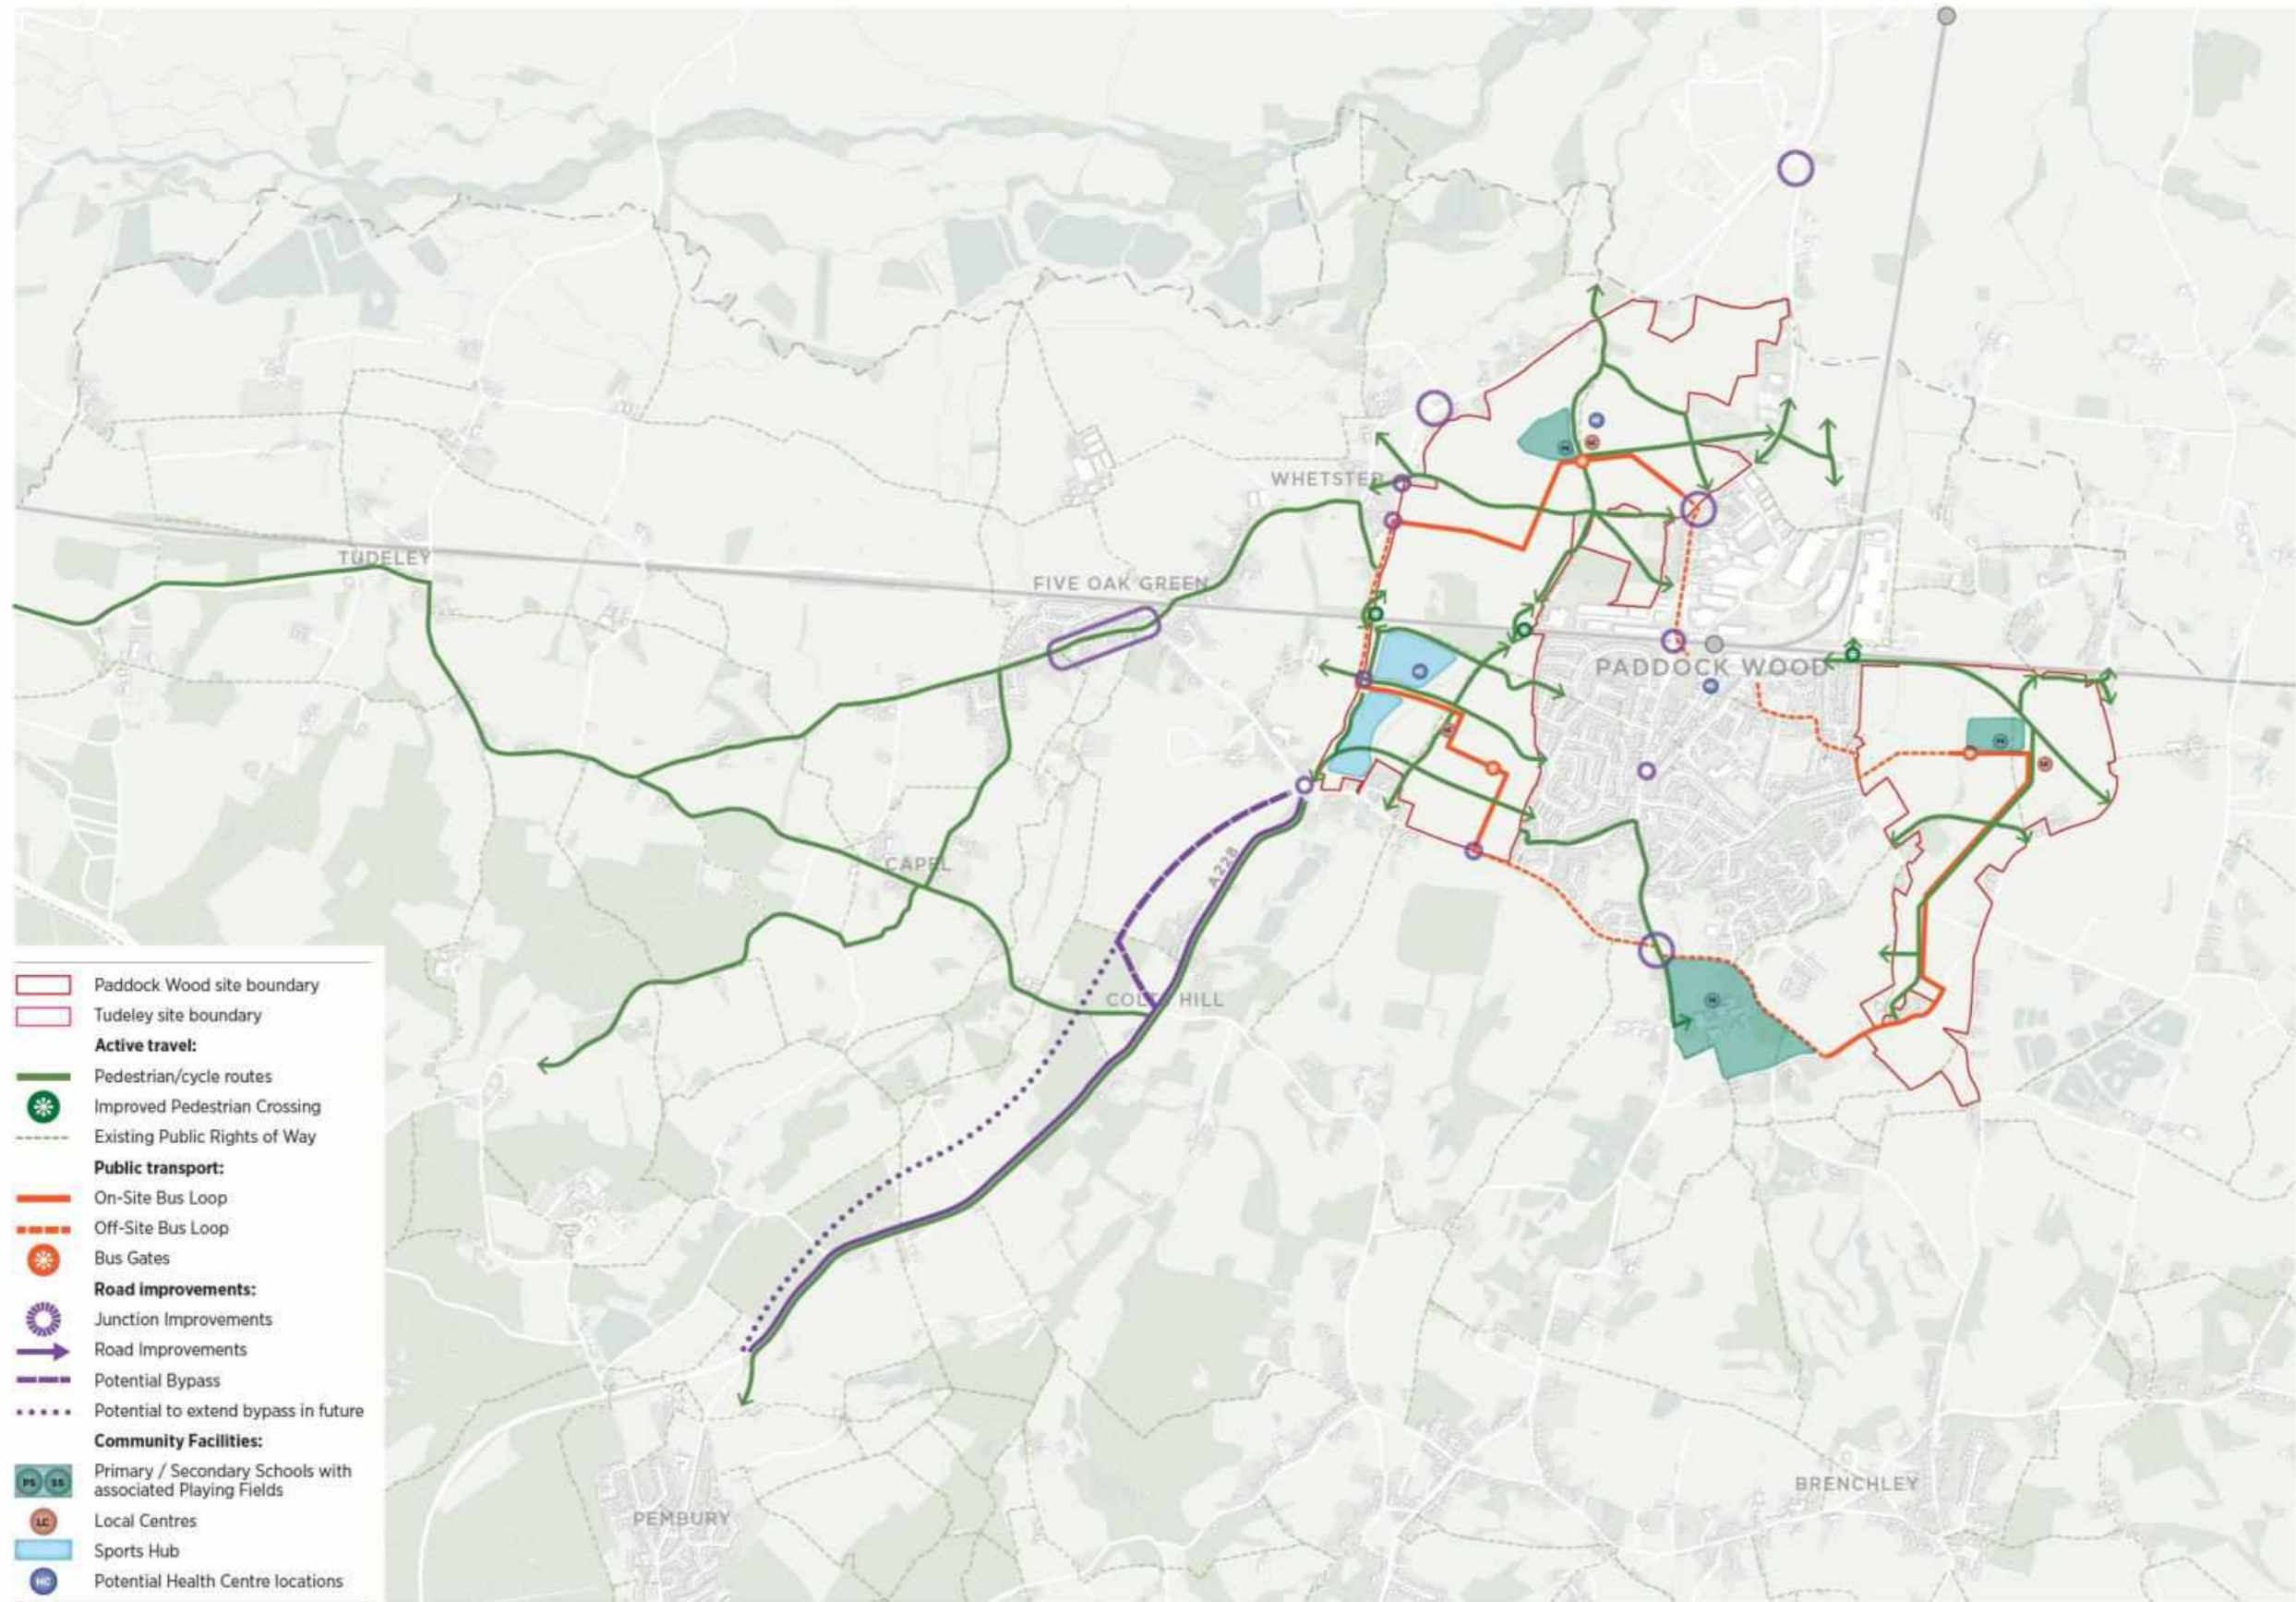 WHETSTED
TUDELEY
FIVE OAK GREEN
PADDOCK WOOD
CAPEL
A228
COLTS HILL
BRENCHLEY
PEMBURY
Paddock Wood site boundary
Tudeley site boundary
Active travel:
Pedestrian/cycle routes
Improved Pedestrian Crossing
Existing Public Rights of Way
Public transport:
On-Site Bus Loop
Off-Site Bus Loop
Bus Gates
Road improvements:
Junction Improvements
Road Improvements
Potential Bypass
Potential to extend bypass in future
Community Facilities:
PS SS Primary / Secondary Schools with
associated Playing Fields
LC Local Centres
Sports Hub
HC Potential Health Centre locations